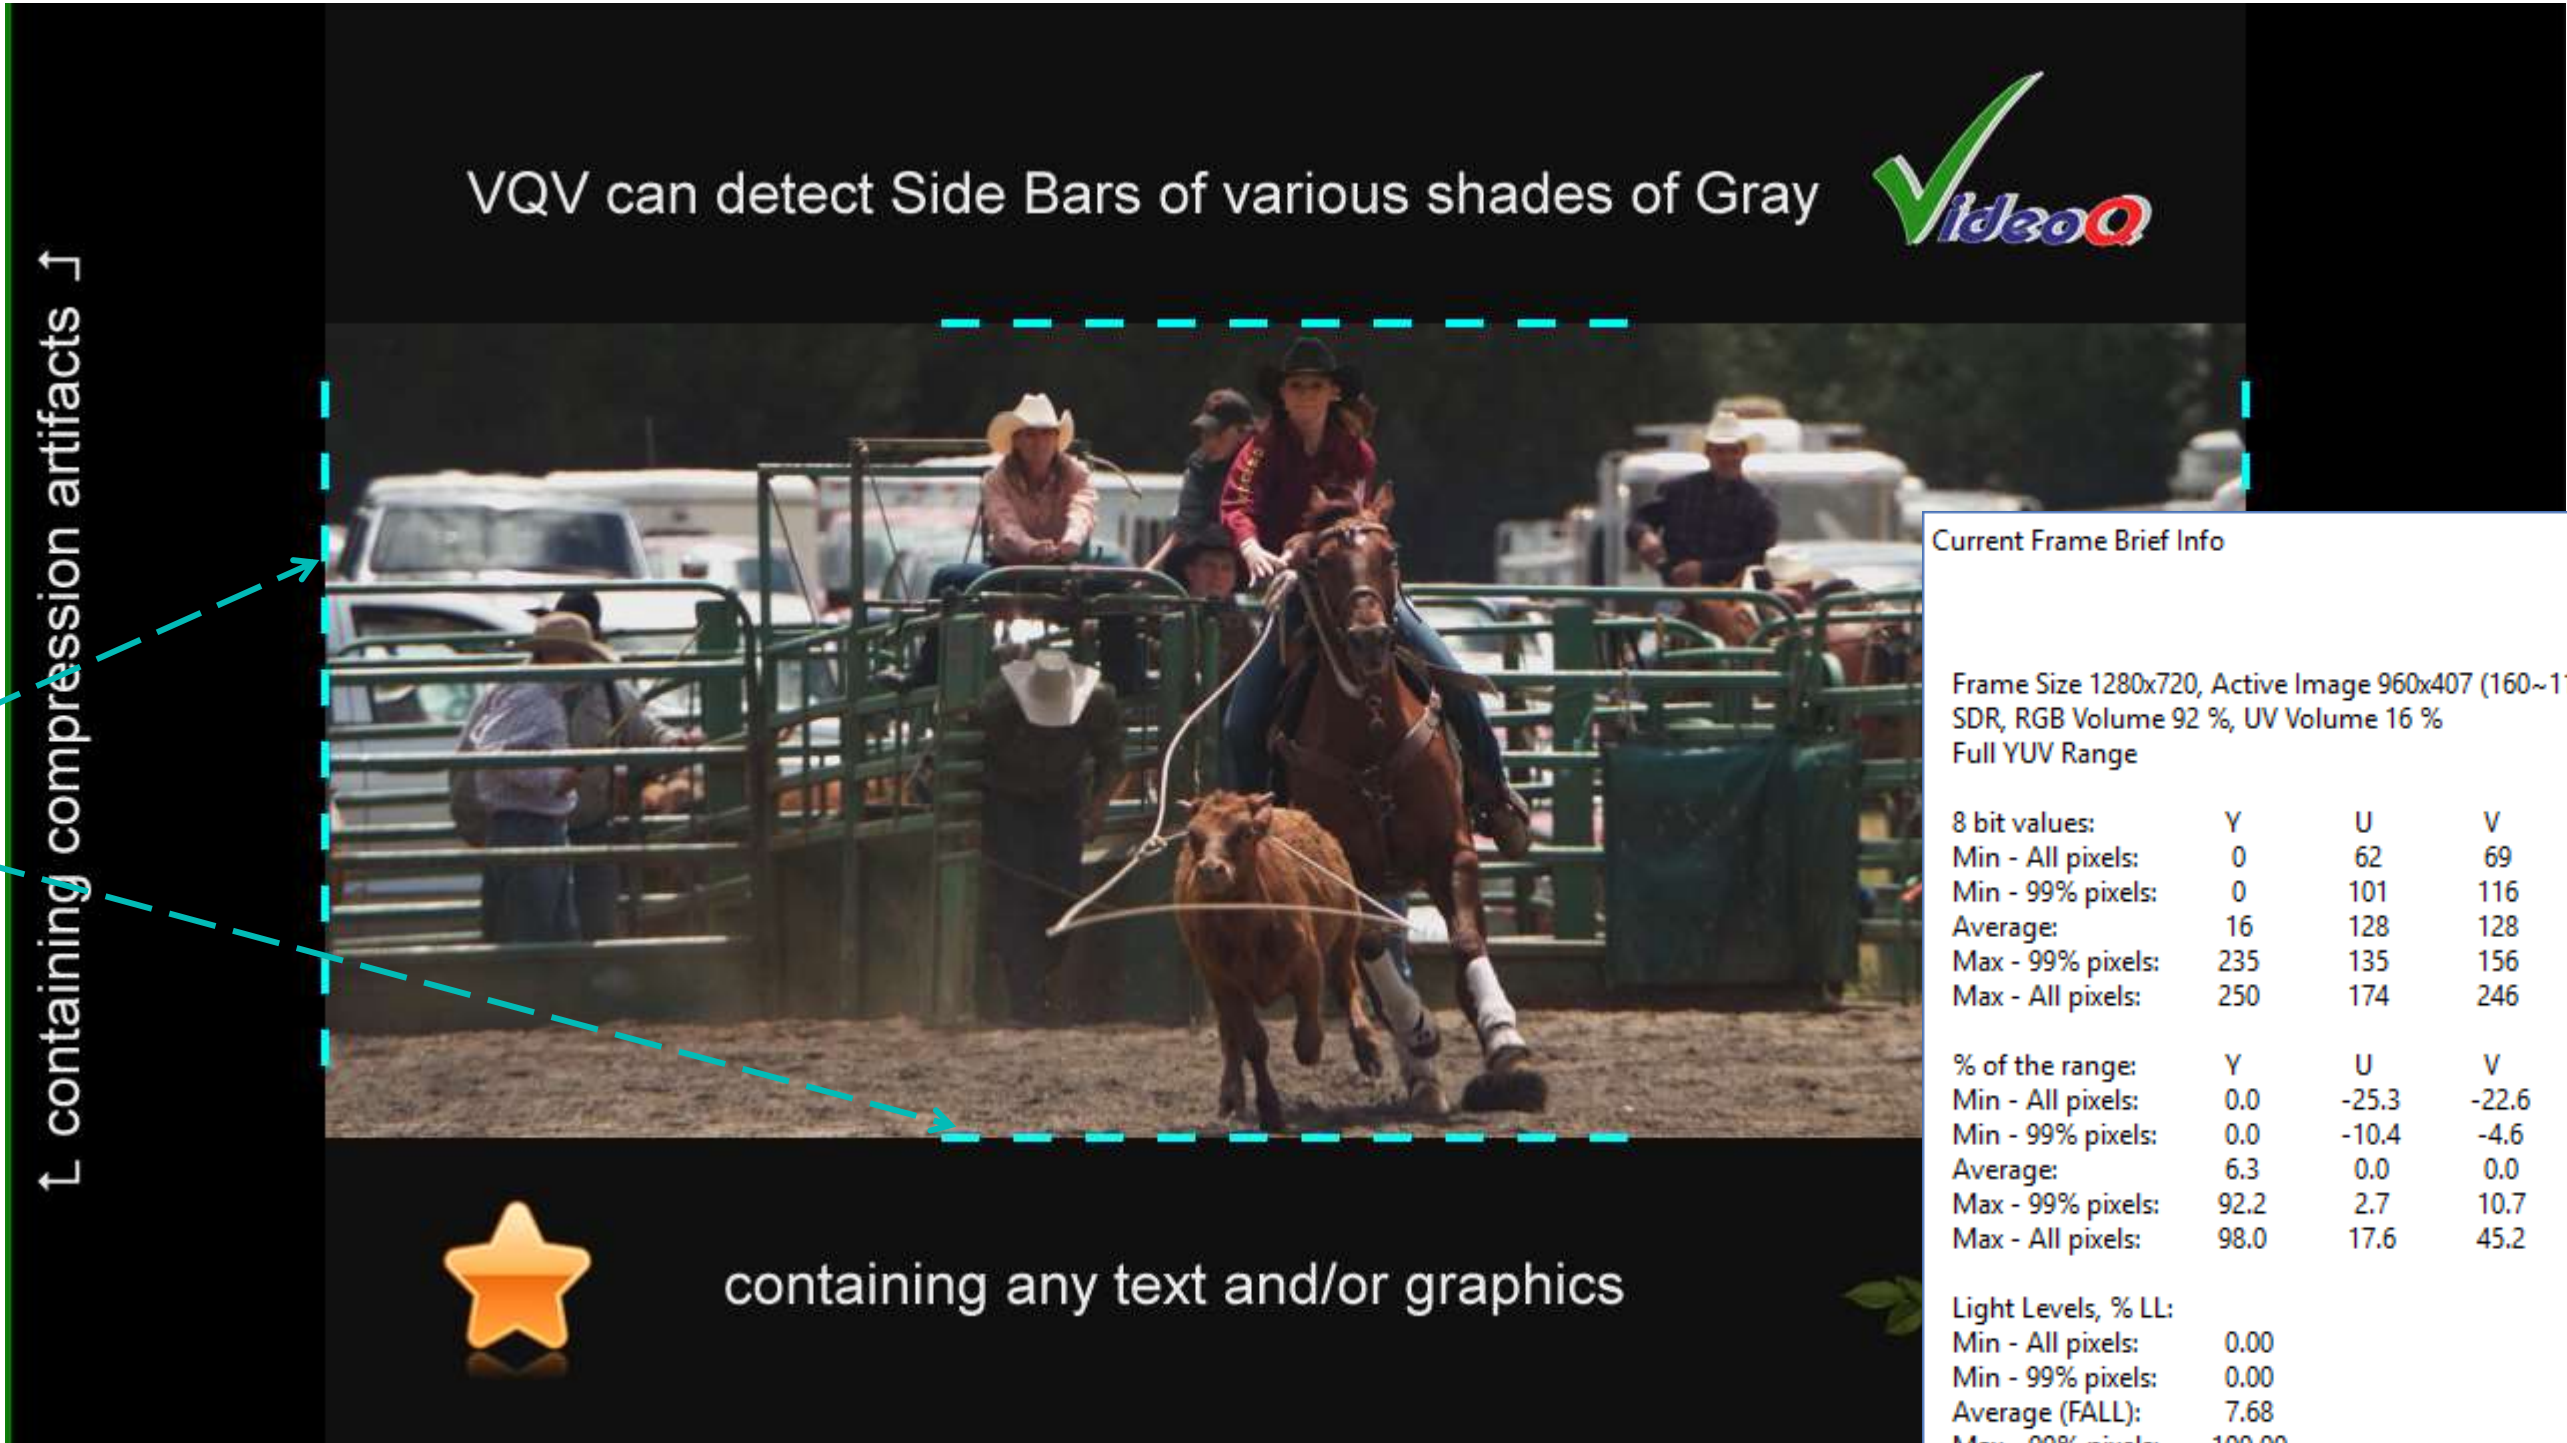 VQV can detect Side Bars of various shades of Gray
VideoQ
containing compression artifacts
Current Frame Brief Info
Frame Size 1280x720, Active Image 960x407 (160~1
SDR, RGB Volume 92 %, UV Volume 16 %
Full YUV Range
8 bit values: Y U V
Min - All pixels: 0 62 69
Min - 99% pixels: 0 101 116
Average: 16 128 128
Max - 99% pixels: 235 135 156
Max - All pixels: 250 174 246
% of the range: Y U V
Min - All pixels: 0.0 -25.3 -22.6
Min - 99% pixels: 0.0 -10.4 -4.6
Average: 6.3 0.0 0.0
Max - 99% pixels: 92.2 2.7 10.7
Max - All pixels: 98.0 17.6 45.2
Light Levels, % LL:
Min - All pixels: 0.00
Min - 99% pixels: 0.00
Average (FALL): 7.68
Max - 99% pixels: 100.00
containing any text and/or graphics